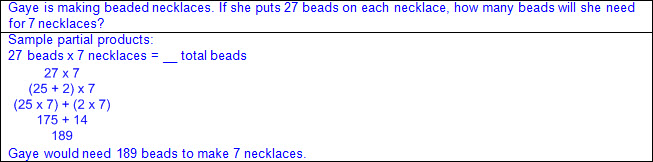 Gaye is making beaded necklaces. If she puts 27 beads on each necklace, how many beads will she need
for 7 necklaces?
Sample partial products:
27 beads x 7 necklaces = __ total beads
27 x 7
(25 + 2) x 7
(25 x 7) + (2 x 7)
175 + 14
189
Gaye would need 189 beads to make 7 necklaces.